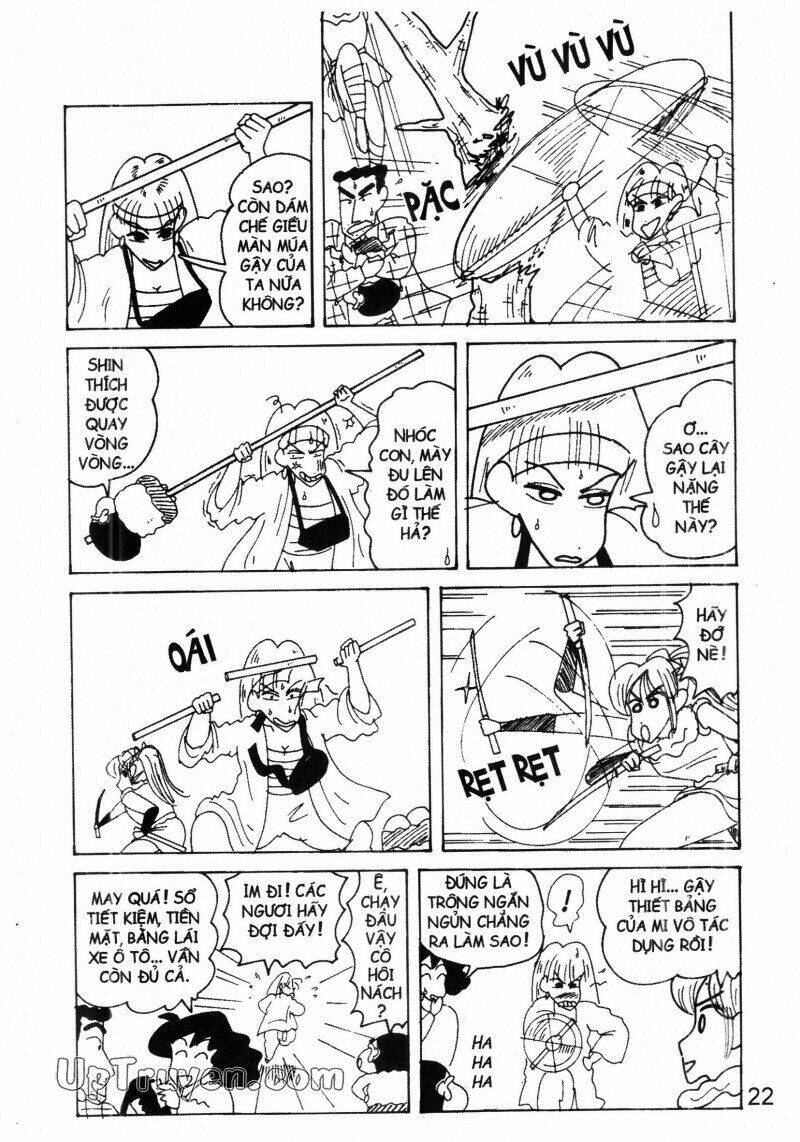 VÙ VÙ VÙ
PẶC
SAO?
CÒN DÁM
CHẾ GIỄU
MÀN MÚA
GẬY CỦA
TA NỮA
KHÔNG?
Ơ...
SAO CÂY
GẬY LẠI
NẶNG
THẾ
NÀY?
NHÓC
CON, MÀY
ĐU LÊN
ĐÓ LÀM
GÌ THẾ
HẢ?
SHIN
THÍCH
ĐƯỢC
QUAY
VÒNG
VÒNG...
HÃY
ĐỠ
NÈ!
RẸT RẸT
QÁI
HÌ HÌ... GẬY
THIẾT BẢNG
CỦA MI VÔ TÁC
DỤNG RỒI!
!
ĐÚNG LÀ
TRÔNG NGẮN
NGỦN CHẲNG
RA LÀM SAO!
HA
HA
HA
Ê,
CHẠY
ĐÂU
VẬY
CÔ
HÔI
NÁCH?
IM ĐI! CÁC
NGƯƠI HÃY
ĐỢI ĐẤY!
MAY QUÁ! SỔ
TIẾT KIỆM, TIỀN
MẶT, BẰNG LÁI
XE Ô TÔ... VẪN
CÒN ĐỦ CẢ.
UpTruyen.com
22